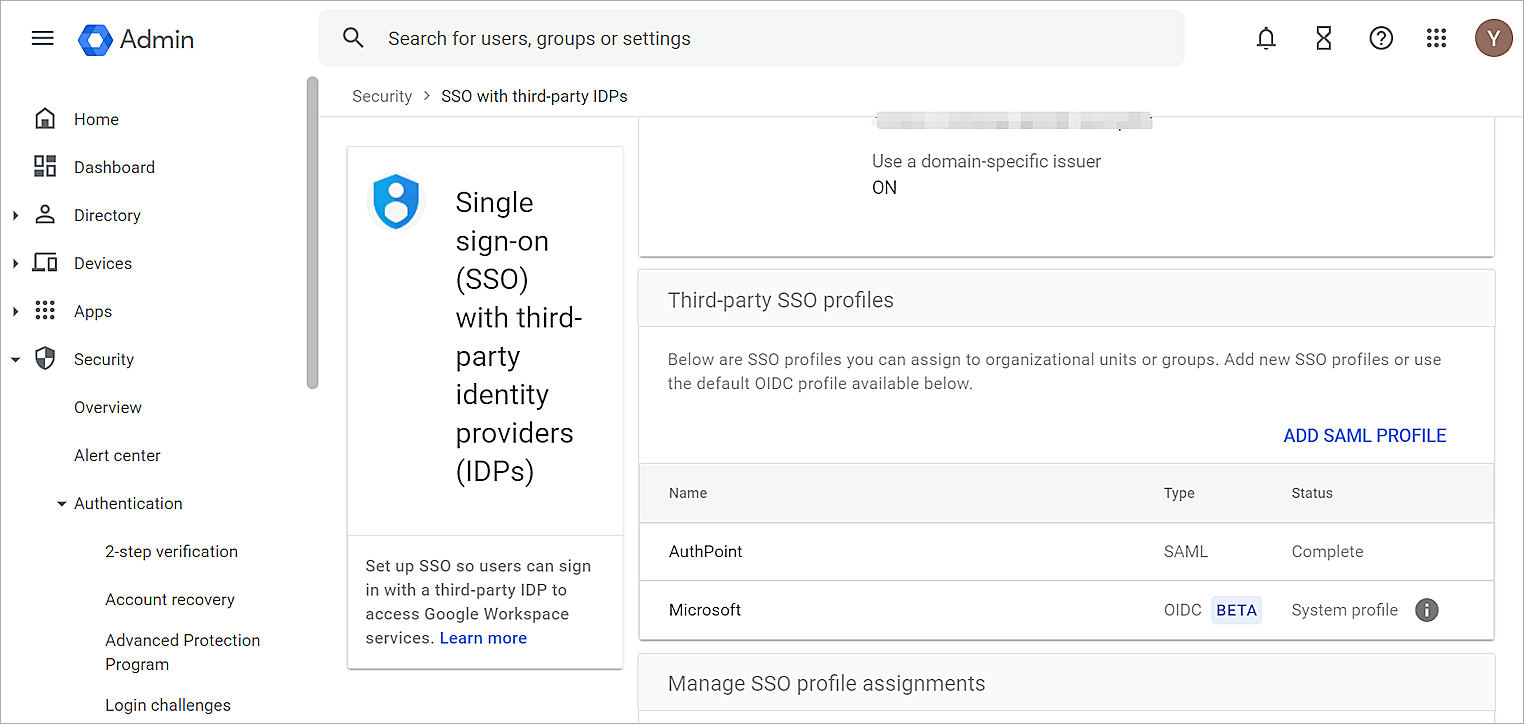 Admin
Search for users, groups or settings
Y
Security > SSO with third-party IDPs
Home
Dashboard
Directory
Devices
Apps
Security
Overview
Alert center
Authentication
2-step verification
Account recovery
Advanced Protection
Program
Login challenges
Single
sign-on
(SSO)
with third-
party
identity
providers
(IDPs)
Set up SSO so users can sign
in with a third-party IDP to
access Google Workspace
services. Learn more
Use a domain-specific issuer
ON
Third-party SSO profiles
Below are SSO profiles you can assign to organizational units or groups. Add new SSO profiles or use
the default OIDC profile available below.
ADD SAML PROFILE
Name Type Status
AuthPoint SAML Complete
Microsoft OIDC BETA System profile
Manage SSO profile assignments